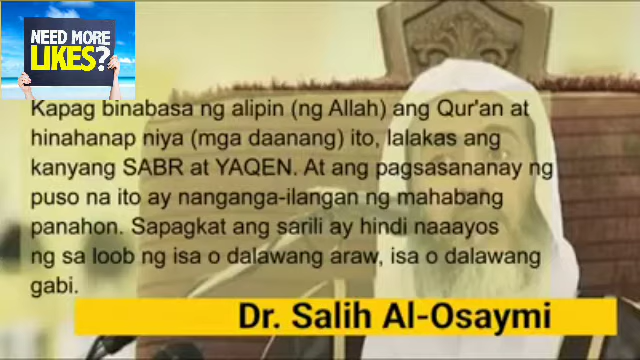 NEED MORE
LIKES?
Kapag binabasa ng alipin (ng Allah) ang Qur'an at
hinahanap niya (mga daanang) ito, lalakas ang
kanyang SABR at YAQEN. At ang pagsasananay ng
puso na ito ay nanganga-ilangan ng mahabang
panahon. Sapagkat ang sarili ay hindi naaayos
ng sa loob ng isa o dalawang araw, isa o dalawang
gabi.
Dr. Salih Al-Osaymi